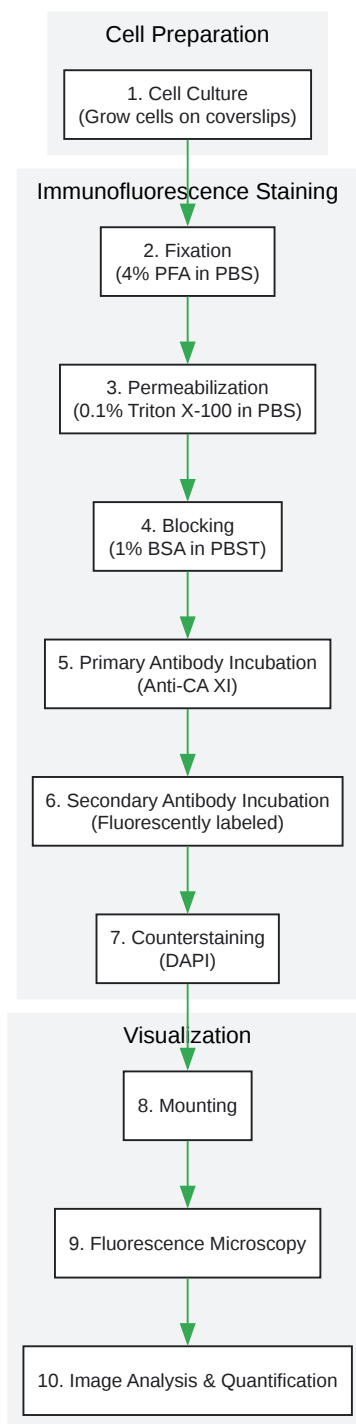 Cell Preparation
1. Cell Culture
(Grow cells on coverslips)
Immunofluorescence Staining
2. Fixation
(4% PFA in PBS)
3. Permeabilization
(0.1% Triton X-100 in PBS)
4. Blocking
(1% BSA in PBST)
5. Primary Antibody Incubation
(Anti-CA XI)
6. Secondary Antibody Incubation
(Fluorescently labeled)
7. Counterstaining
(DAPI)
Visualization
8. Mounting
9. Fluorescence Microscopy
10. Image Analysis & Quantification